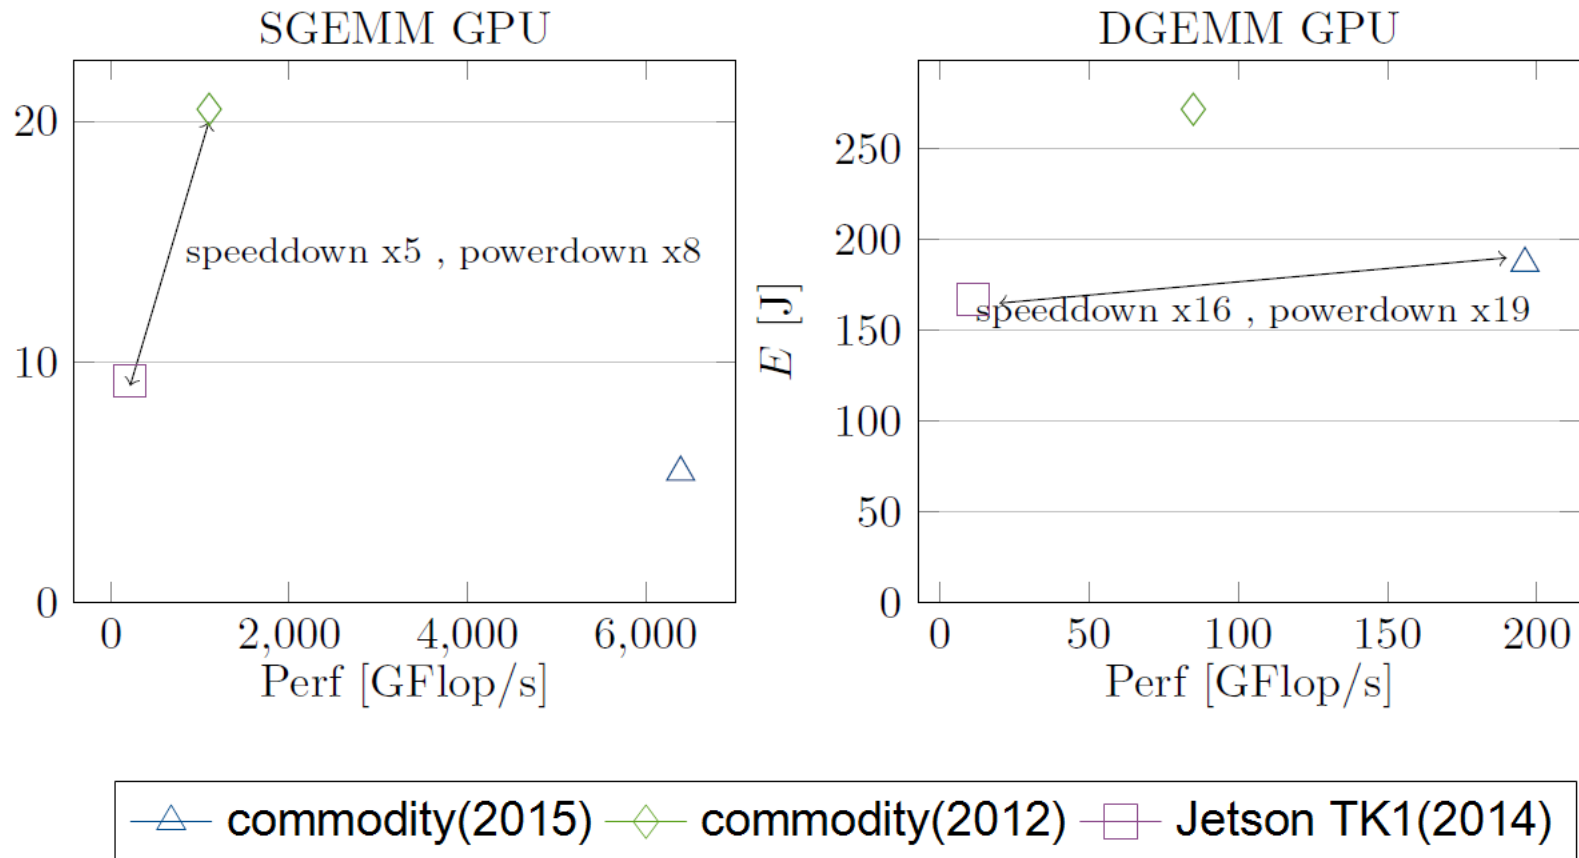 SGEMM GPU
20
10
0
speeddown x5 , powerdown x8
0 2,000 4,000 6,000
Perf [GFlop/s]
DGEMM GPU
E [J]
250
200
150
100
50
0
speeddown x16 , powerdown x19
0 50 100 150 200
Perf [GFlop/s]
commodity(2015) commodity(2012) Jetson TK1(2014)